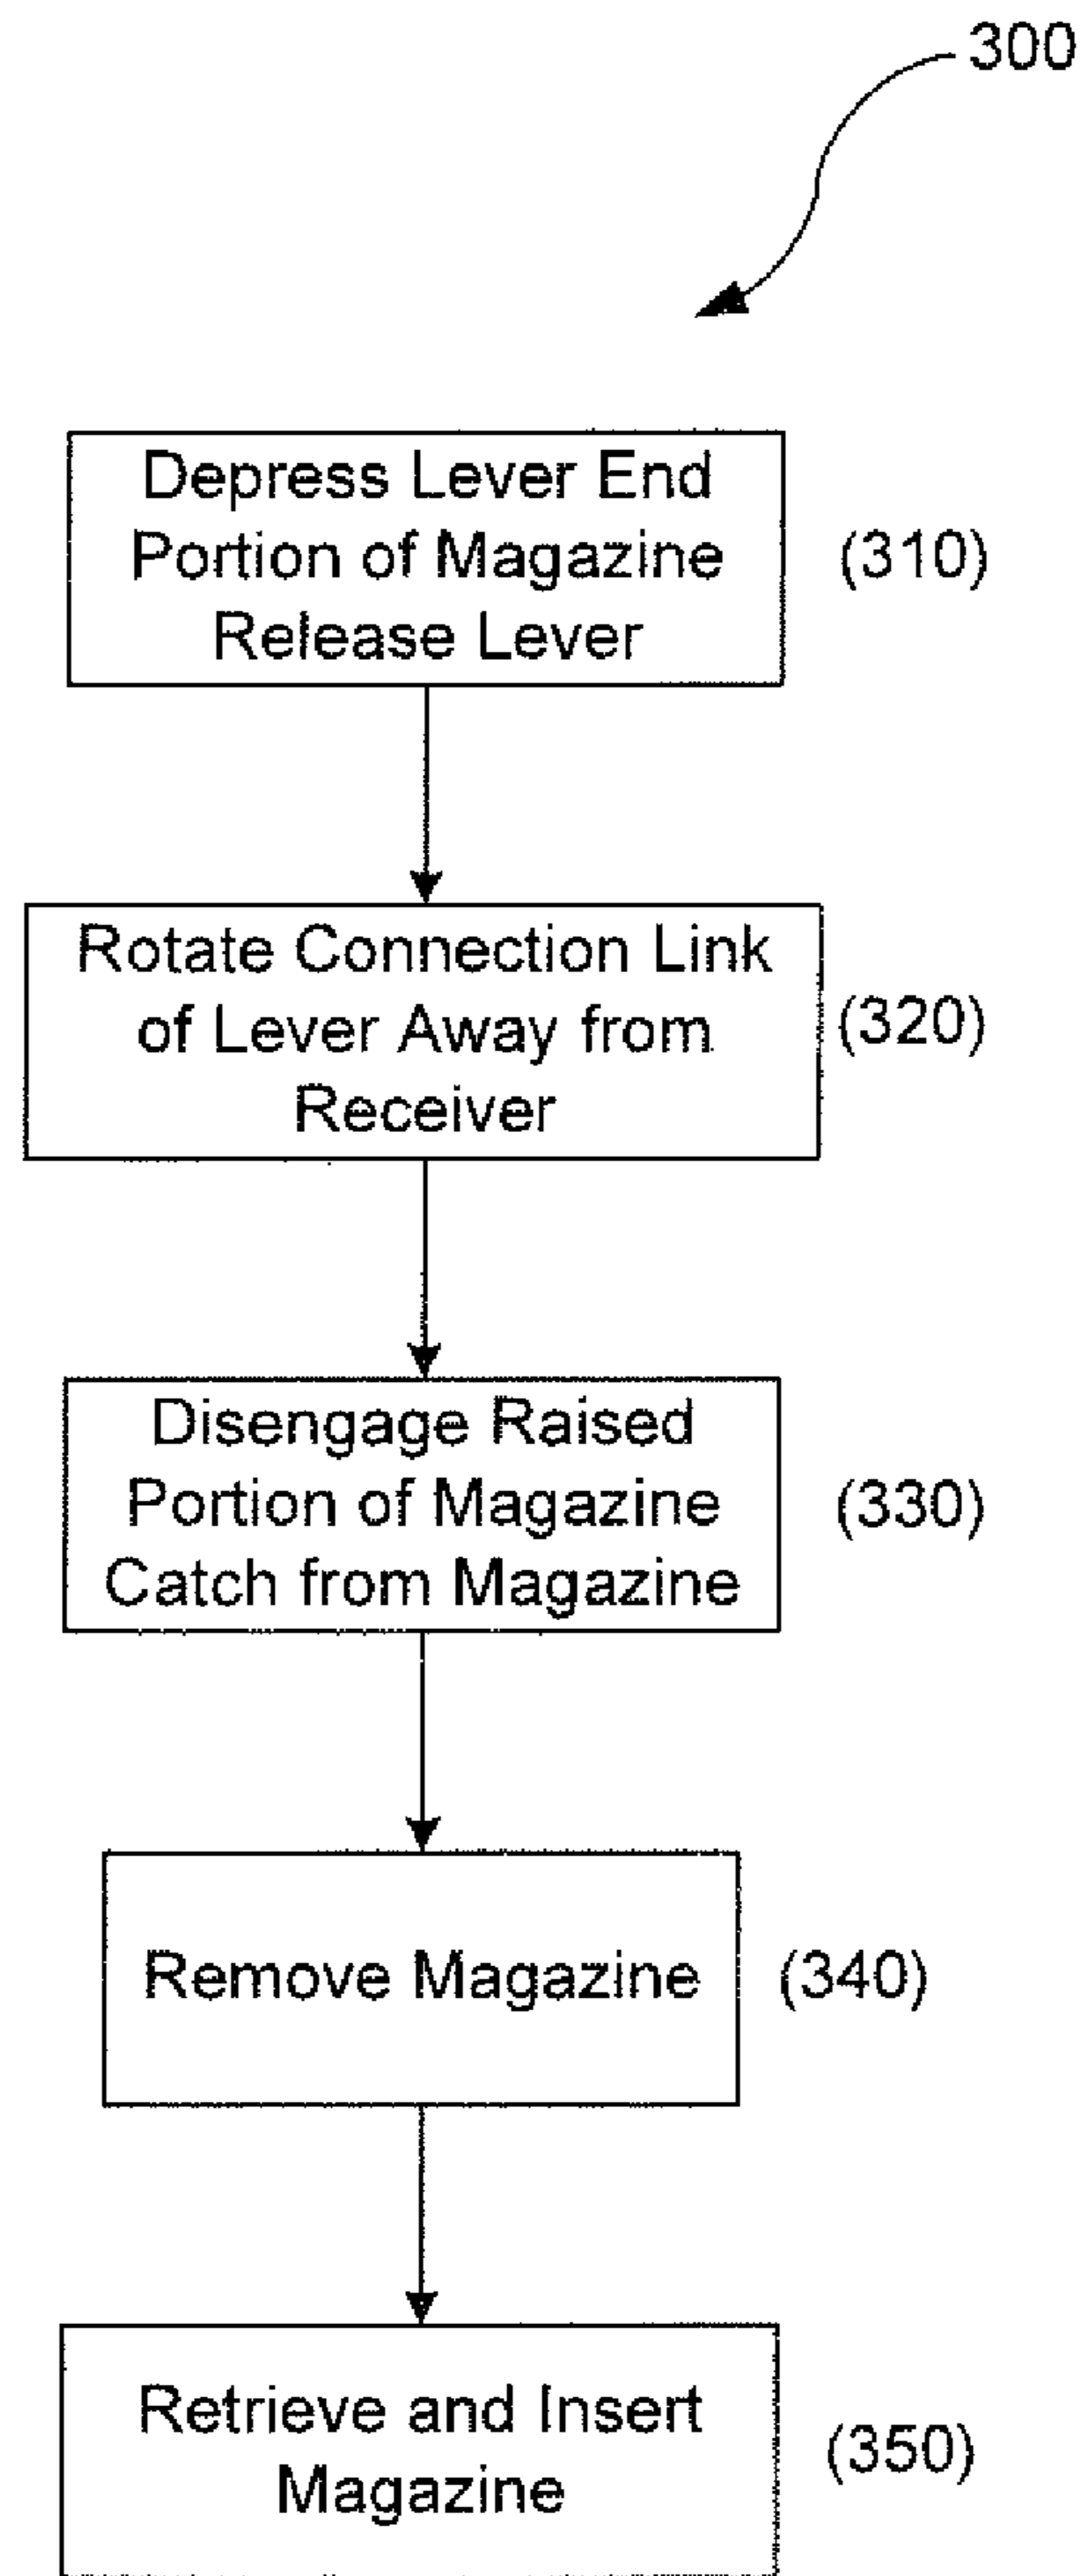 300
Depress Lever End
Portion of Magazine
Release Lever
(310)
Rotate Connection Link
of Lever Away from
Receiver
(320)
Disengage Raised
Portion of Magazine
Catch from Magazine
(330)
Remove Magazine
(340)
Retrieve and Insert
Magazine
(350)